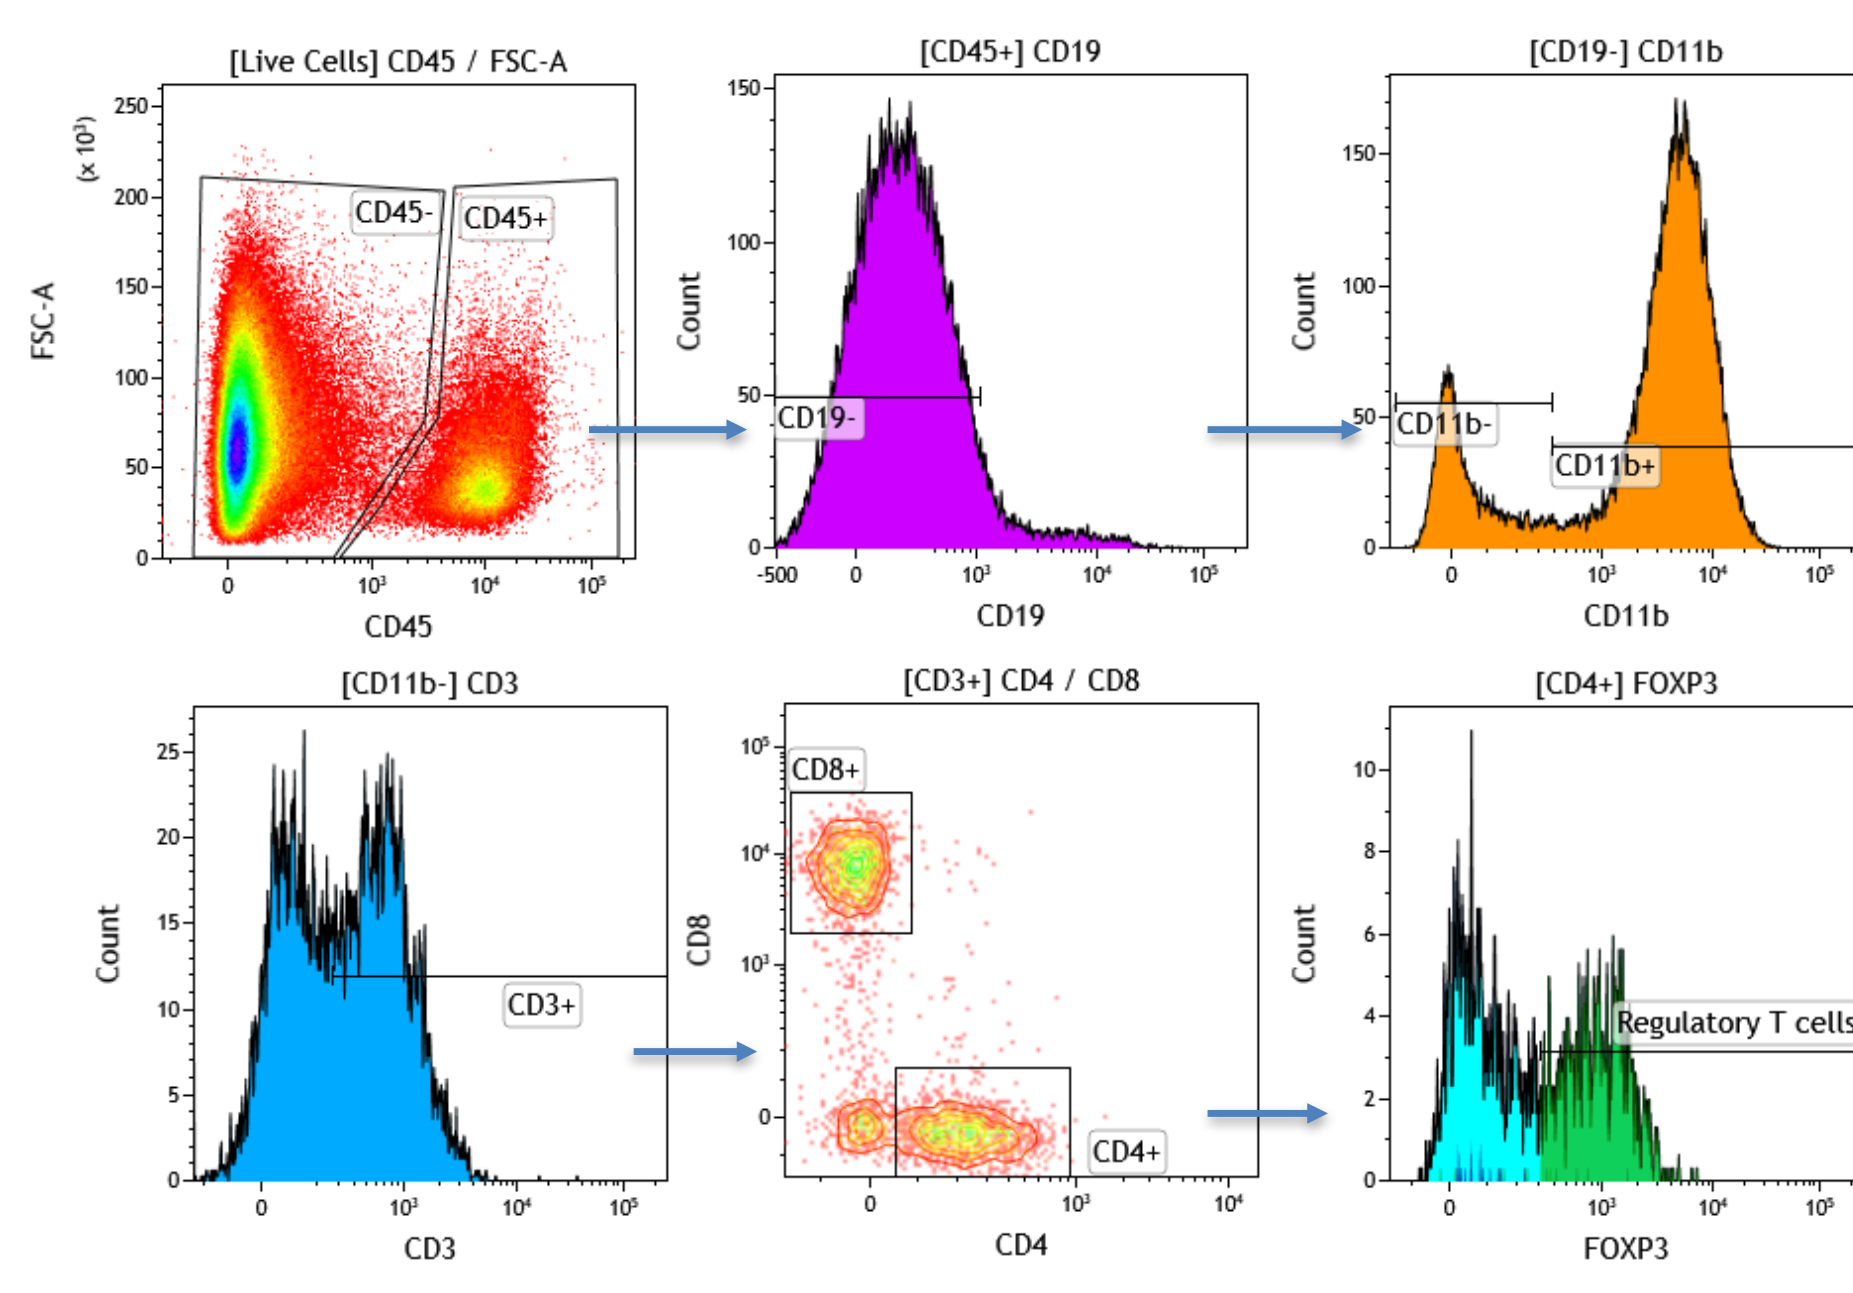 [Live Cells] CD45 / FSC-A
(x 10³)
FSC-A
250
200
150
100
50
0
CD45-
CD45+
0
10³
10⁴
10⁵
CD45
[CD45+] CD19
Count
150
100
50
0
CD19-
-500
0
10³
10⁴
10⁵
CD19
[CD19-] CD11b
Count
150
100
50
0
CD11b-
CD11b+
0
10³
10⁴
10⁵
CD11b
[CD11b-] CD3
Count
25
20
15
10
5
0
CD3+
0
10³
10⁴
10⁵
CD3
[CD3+] CD4 / CD8
CD8
10⁵
10⁴
10³
0
CD8+
CD4+
0
10³
10⁴
CD4
[CD4+] FOXP3
Count
10
8
6
4
2
0
Regulatory T cells
0
10³
10⁴
10⁵
FOXP3